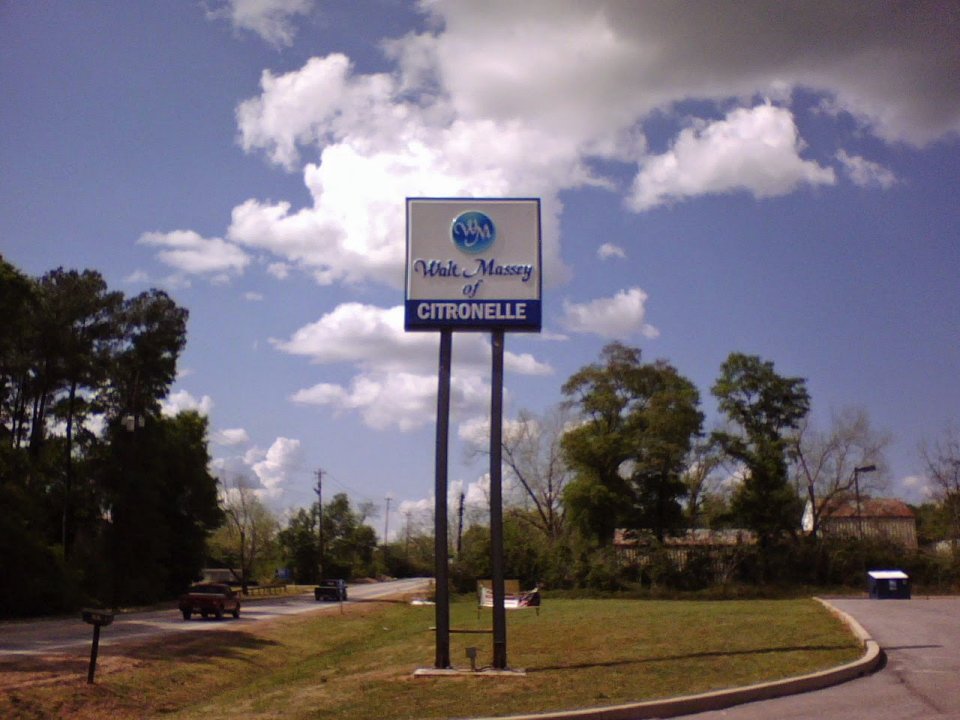 WM
Walt Massey
of
CITRONELLE